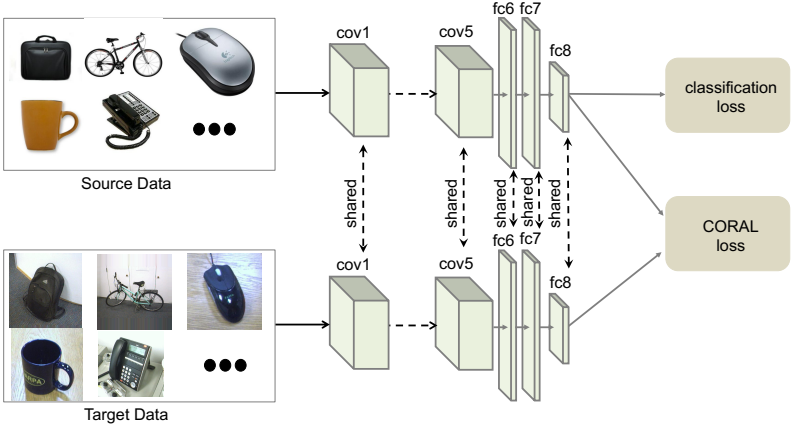 cov1
cov5
fc6
fc7
fc8
classification
loss
Source Data
shared
shared
shared
shared
shared
CORAL
loss
cov1
cov5
fc6
fc7
fc8
Target Data